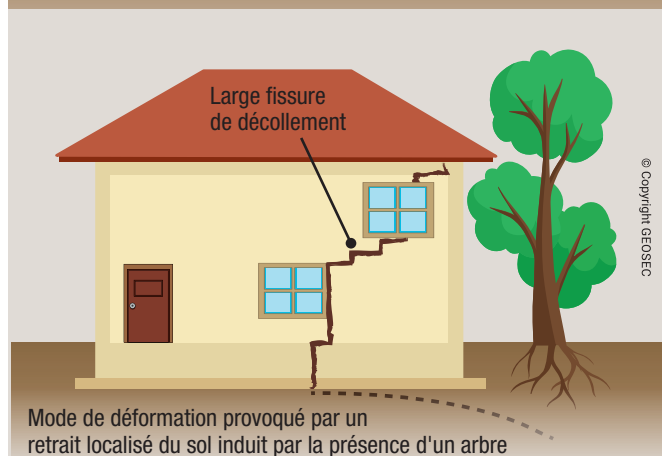 Large fissure
de décollement
© Copyright GEOSEC
Mode de déformation provoqué par un
retrait localisé du sol induit par la présence d'un arbre